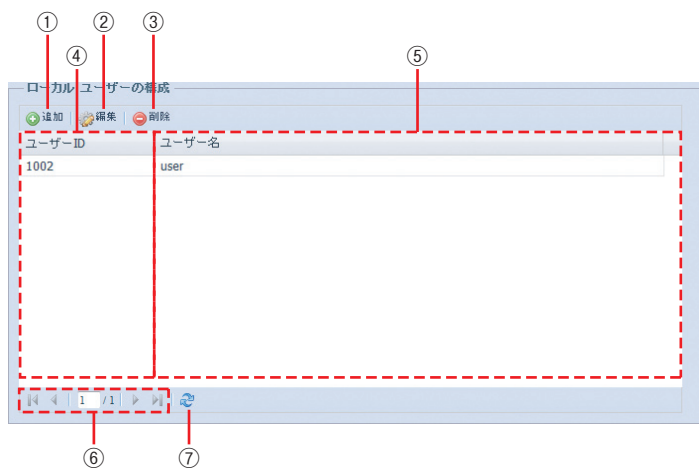 ① ② ③
④ ⑤
ローカル ユーザーの構成
追加 編集 削除
ユーザーID ユーザー名
1002 user
1 / 1
⑥ ⑦